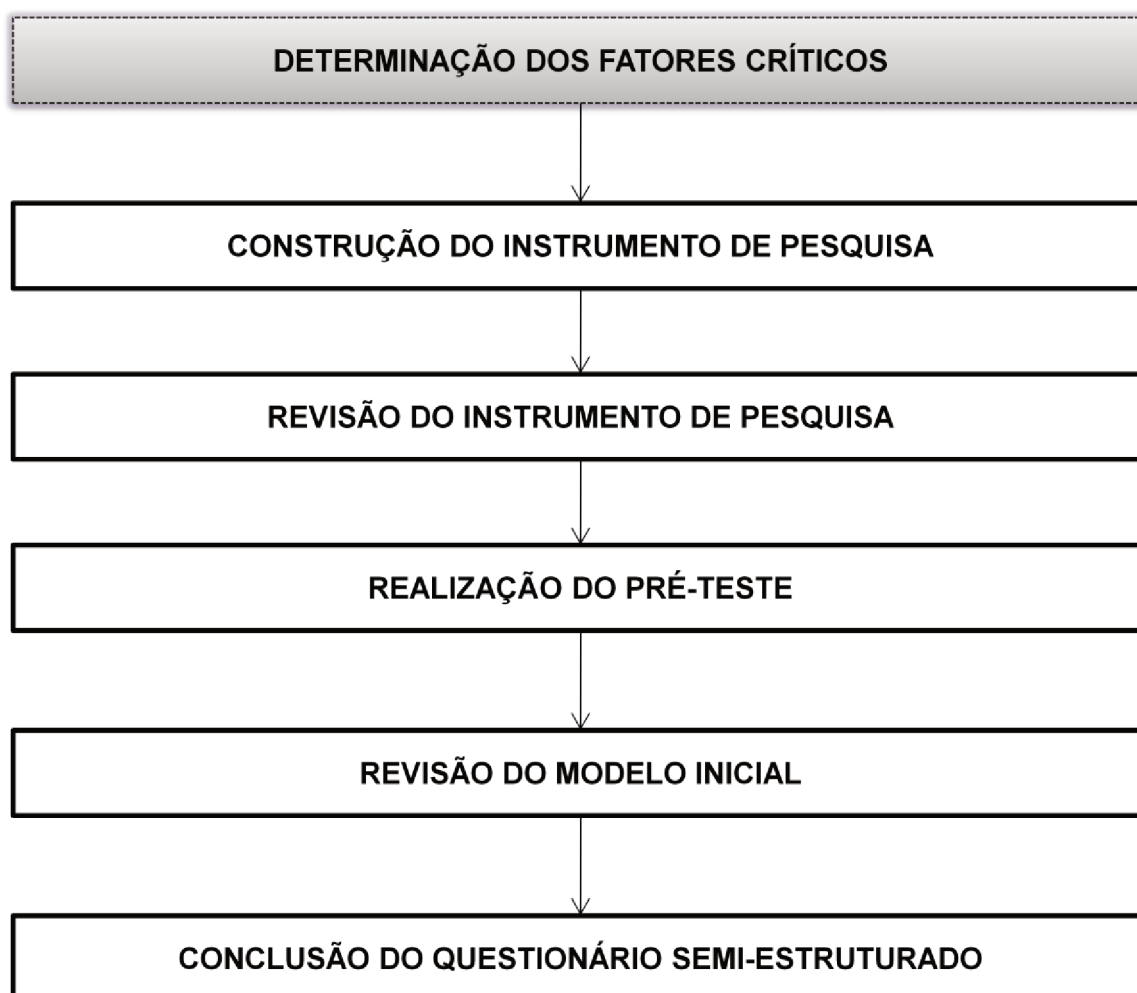 DETERMINAÇÃO DOS FATORES CRÍTICOS
CONSTRUÇÃO DO INSTRUMENTO DE PESQUISA
REVISÃO DO INSTRUMENTO DE PESQUISA
REALIZAÇÃO DO PRÉ-TESTE
REVISÃO DO MODELO INICIAL
CONCLUSÃO DO QUESTIONÁRIO SEMI-ESTRUTURADO